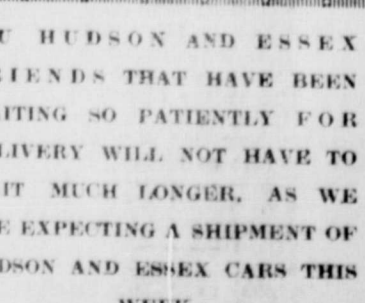 U HUDSON AND ESSEX
IENDS THAT HAVE BEEN
ITING SO PATIENTLY FOR
LIVERY WILL NOT HAVE TO
IT MUCH LONGER, AS WE
E EXPECTING A SHIPMENT OF
DSON AND ESSEX CARS THIS
WEEK